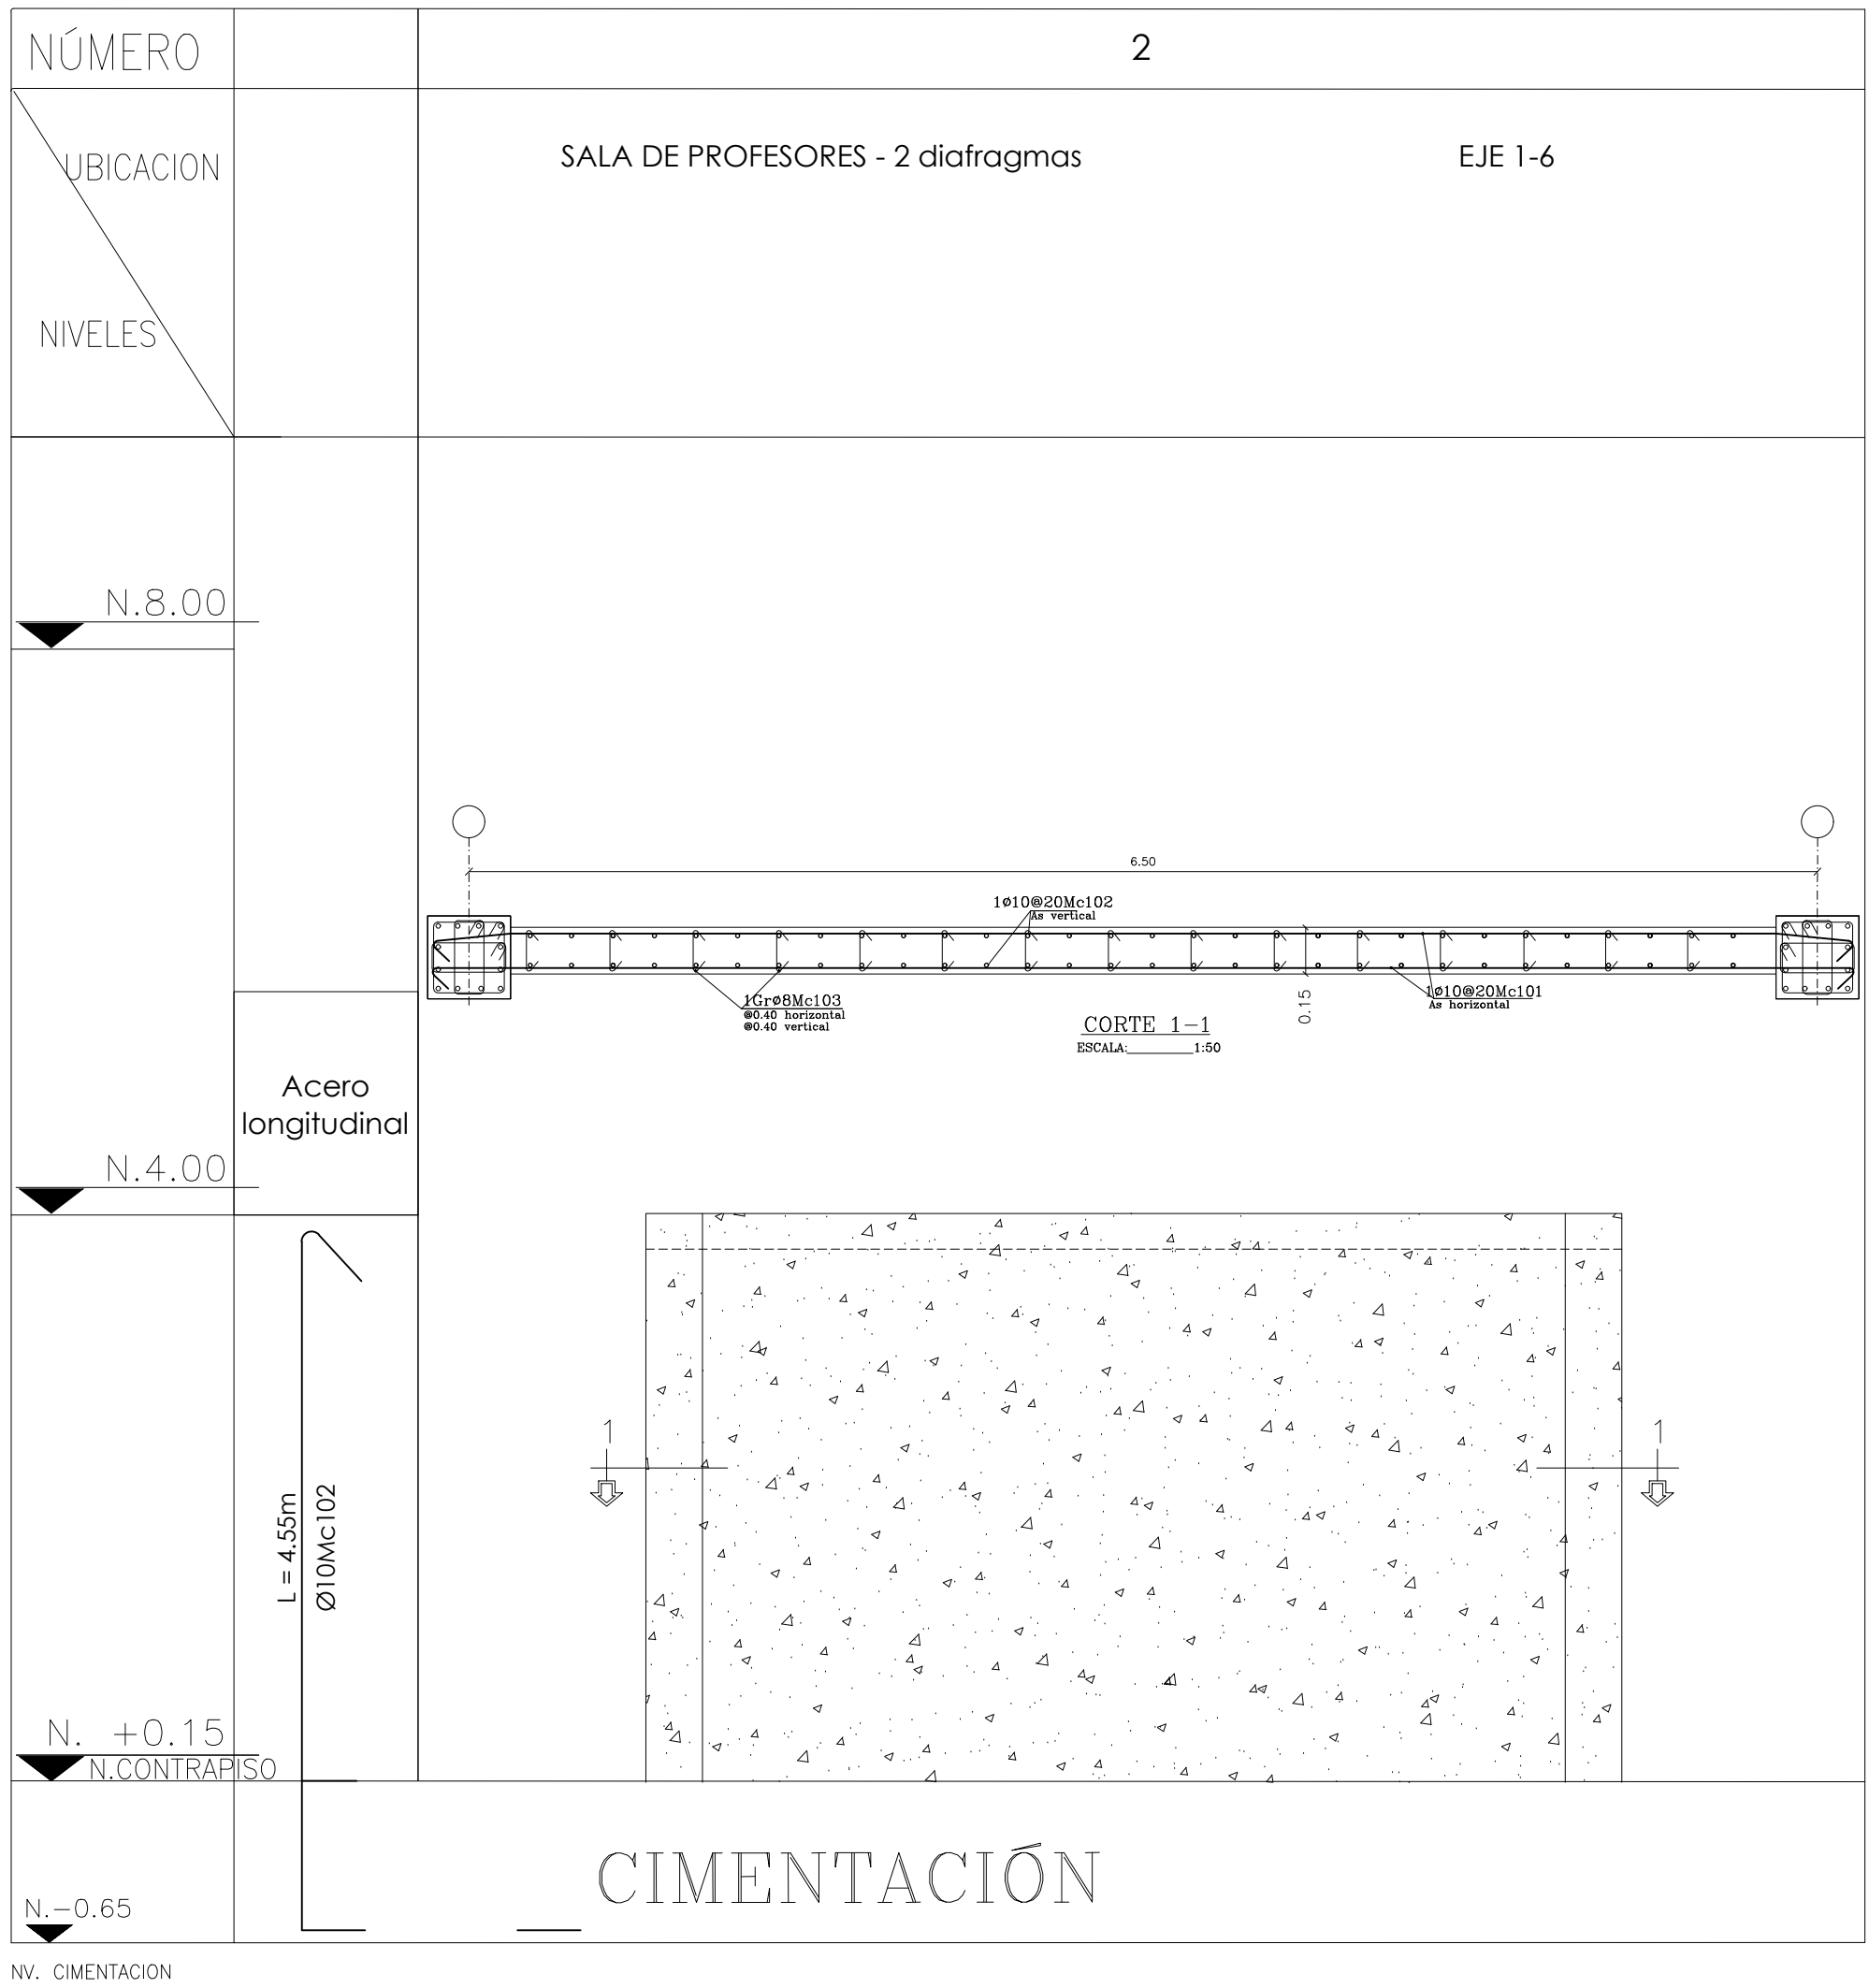 NÚMERO
2
UBICACION
SALA DE PROFESORES - 2 diafragmas
EJE 1-6
NIVELES
N.8.00
6.50
1ø10@20Mc102
As vertical
1Grø8Mc103
@0.40 horizontal
@0.40 vertical
1ø10@20Mc101
As horizontal
0.15
CORTE 1-1
ESCALA:__________1:50
Acero
longitudinal
N.4.00
1
1
L = 4.55m
Ø10Mc102
N. +0.15
N.CONTRAPISO
CIMENTACIÓN
N.-0.65
NV. CIMENTACION